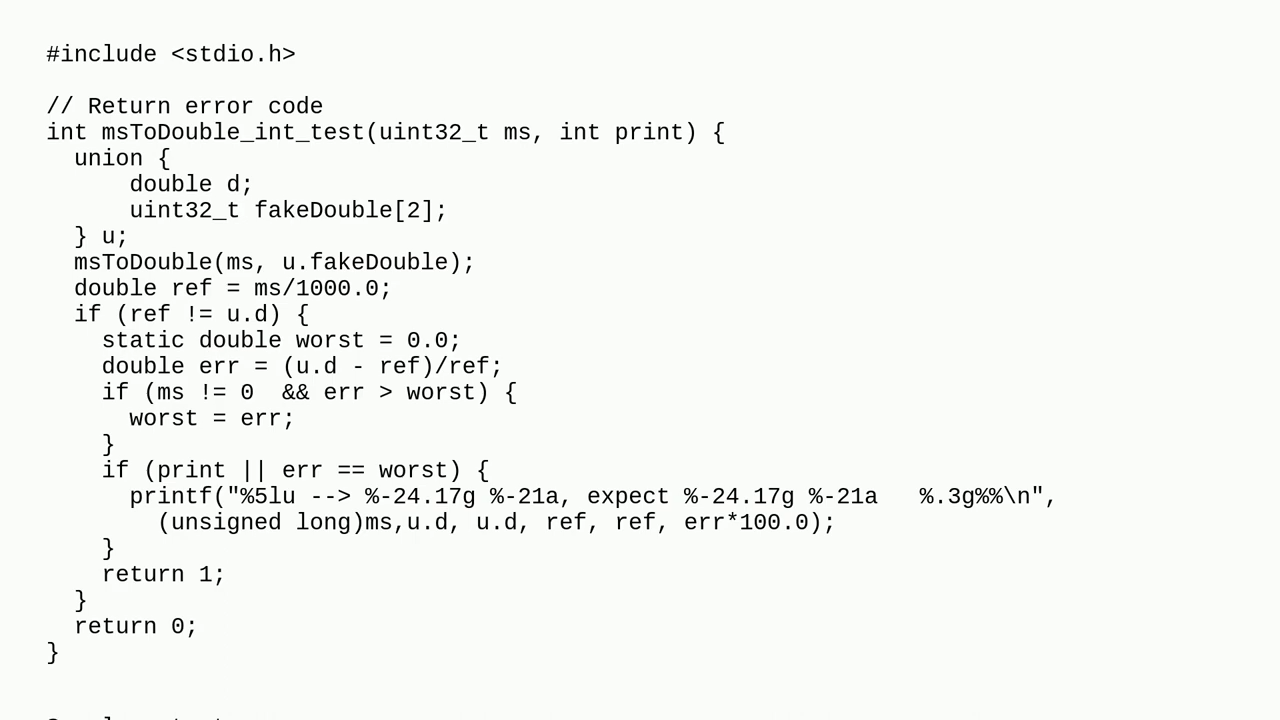 #include <stdio.h>

// Return error code
int msToDouble_int_test(uint32_t ms, int print) {
  union {
      double d;
      uint32_t fakeDouble[2];
  } u;
  msToDouble(ms, u.fakeDouble);
  double ref = ms/1000.0;
  if (ref != u.d) {
    static double worst = 0.0;
    double err = (u.d - ref)/ref;
    if (ms != 0  && err > worst) {
      worst = err;
    }
    if (print || err == worst) {
      printf("%5lu --> %-24.17g %-21a, expect %-24.17g %-21a   %.3g%%\n",
        (unsigned long)ms,u.d, u.d, ref, ref, err*100.0);
    }
    return 1;
  }
  return 0;
}